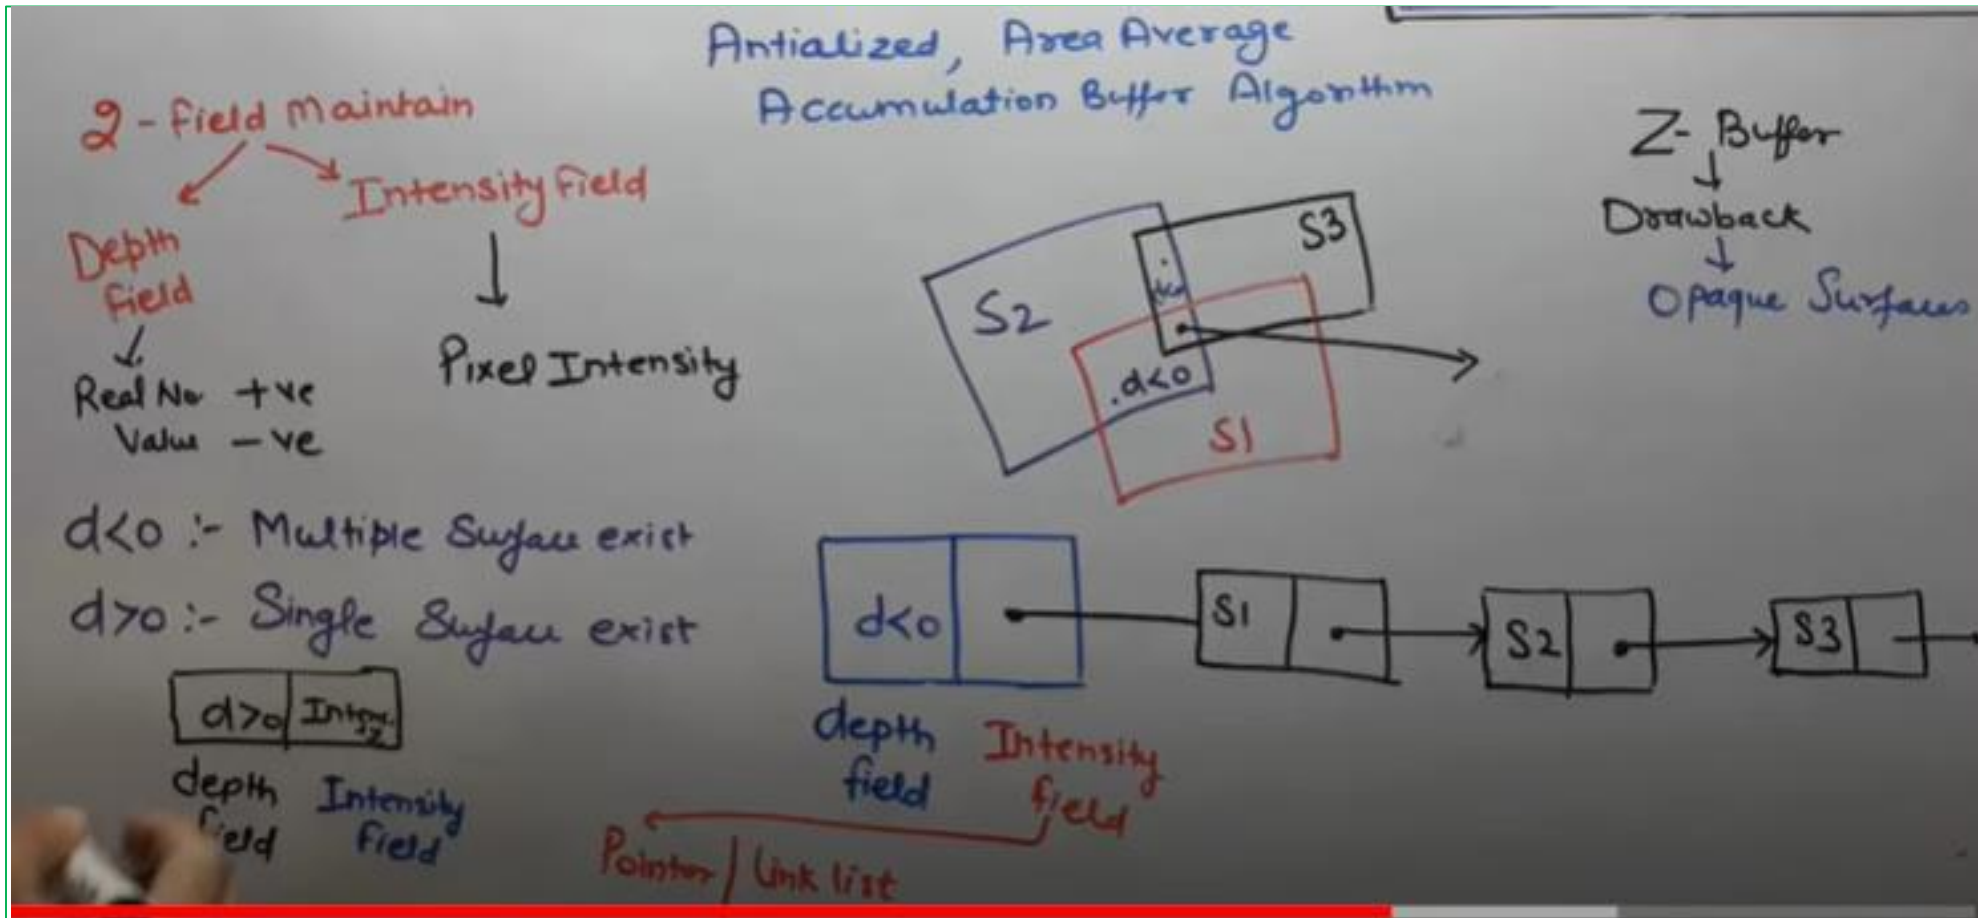 Antialized, Area Average
Accumulation Buffer Algorithm
2-field Maintain
Intensity field
Depth
field
Real No +ve
Value -ve
Pixel Intensity
Z- Buffer
Drawback
Opaque Surfaces
S2
S3
d<0
S1
d<0 :- Multiple Surface exist
d>0 :- Single Surface exist
d>0
depth
field
Intensity
field
d<0
S1
S2
S3
depth
field
Intensity
field
Pointer / Link list